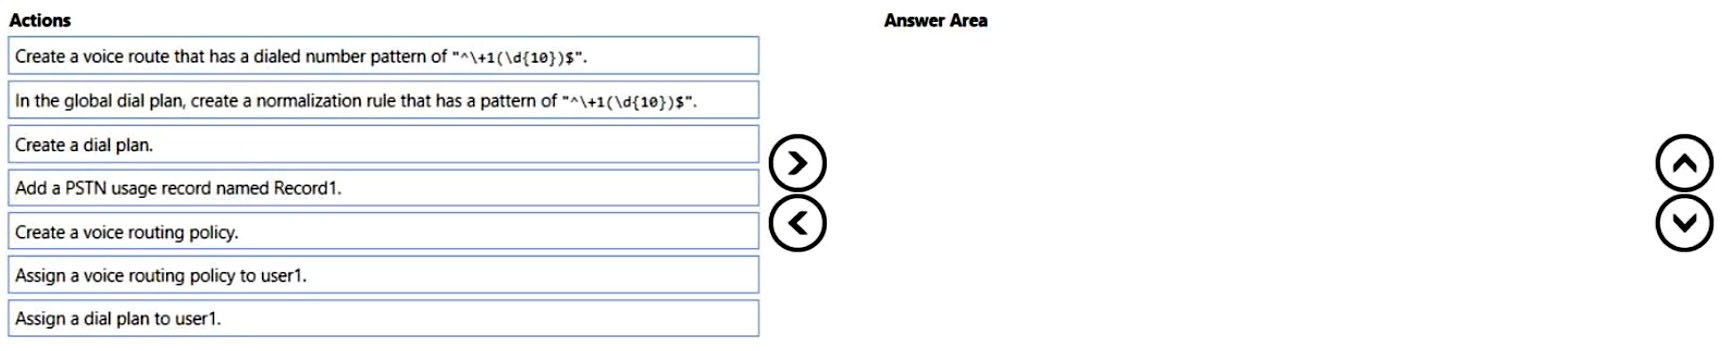 Actions
Answer Area
Create a voice route that has a dialed number pattern of "^\+1(\d{10})$".
In the global dial plan, create a normalization rule that has a pattern of "^\+1(\d{10})$".
Create a dial plan.
Add a PSTN usage record named Record1.
Create a voice routing policy.
Assign a voice routing policy to user1.
Assign a dial plan to user1.